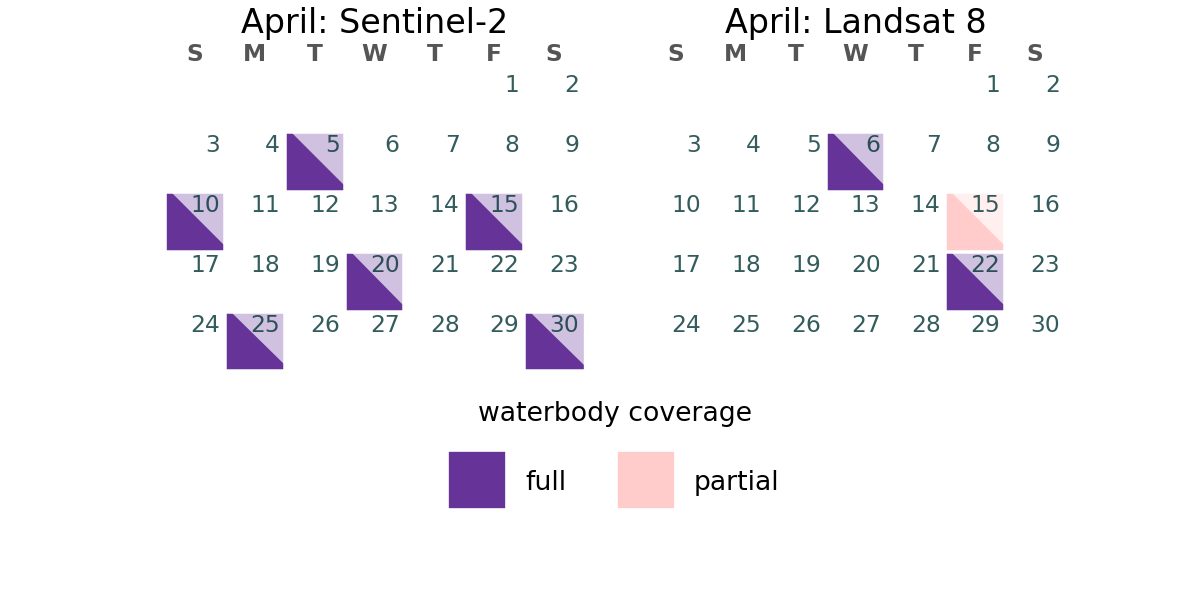 April: Sentinel-2
S M T W T F S
1 2
3 4 5 6 7 8 9
10 11 12 13 14 15 16
17 18 19 20 21 22 23
24 25 26 27 28 29 30
April: Landsat 8
S M T W T F S
1 2
3 4 5 6 7 8 9
10 11 12 13 14 15 16
17 18 19 20 21 22 23
24 25 26 27 28 29 30
waterbody coverage
full partial